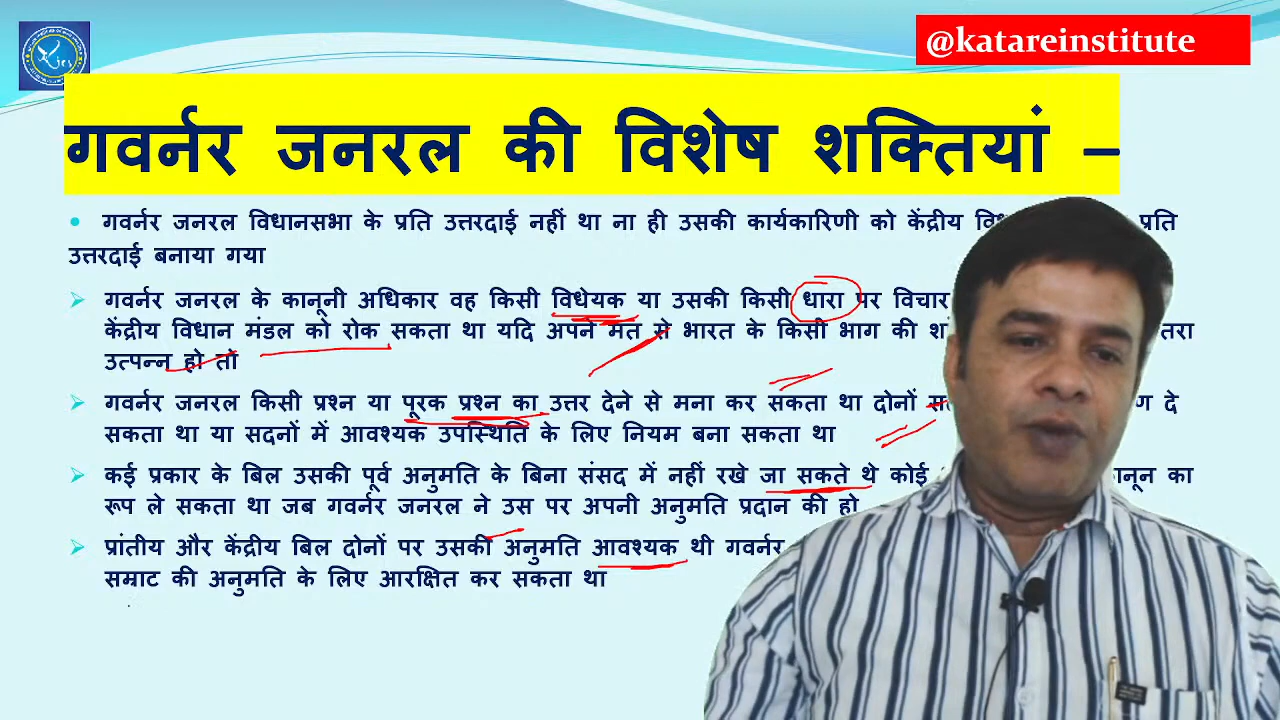 @katareinstitute
गवर्नर जनरल की विशेष शक्तियां –
• गवर्नर जनरल विधानसभा के प्रति उत्तरदाई नहीं था ना ही उसकी कार्यकारिणी को केंद्रीय प्रति
उत्तरदाई बनाया गया
गवर्नर जनरल के कानूनी अधिकार वह किसी विधेयक या उसकी किसी धारा पर विचार
केंद्रीय विधान मंडल को रोक सकता था यदि अपने मत से भारत के किसी भाग की
उत्पन्न हो तो
गवर्नर जनरल किसी प्रश्न या पूरक प्रश्न का उत्तर देने से मना कर सकता था दोनों दे
सकता था या सदनों में आवश्यक उपस्थिति के लिए नियम बना सकता था
कई प्रकार के बिल उसकी पूर्व अनुमति के बिना संसद में नहीं रखे जा सकते थे कोई का
रूप ले सकता था जब गवर्नर जनरल ने उस पर अपनी अनुमति प्रदान की हो
प्रांतीय और केंद्रीय बिल दोनों पर उसकी अनुमति आवश्यक थी गवर्नर
सम्राट की अनुमति के लिए आरक्षित कर सकता था